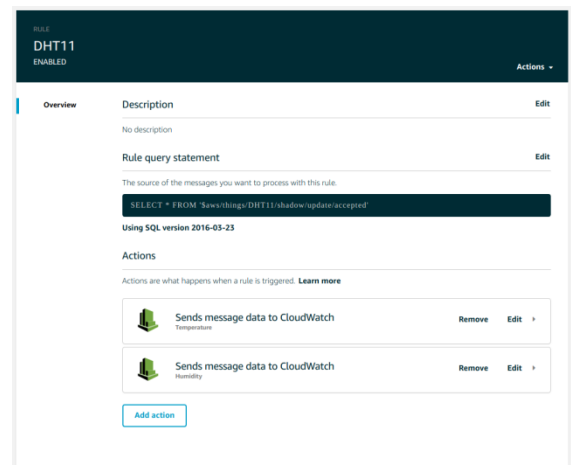 RULE
DHT11
ENABLED
Actions
Overview
Description
Edit
No description
Rule query statement
Edit
The source of the messages you want to process with this rule.
SELECT * FROM '$aws/things/DHT11/shadow/update/accepted'
Using SQL version 2016-03-23
Actions
Actions are what happens when a rule is triggered. Learn more
Sends message data to CloudWatch
Temperature
Remove Edit
Sends message data to CloudWatch
Humidity
Remove Edit
Add action